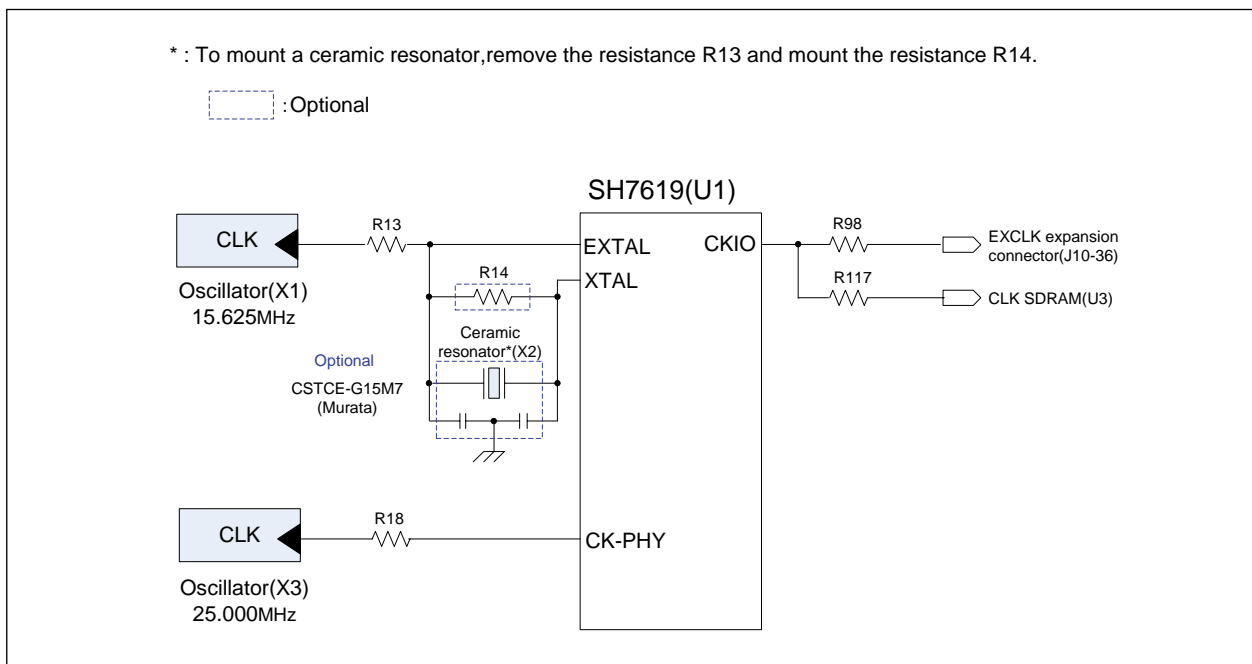 * : To mount a ceramic resonator,remove the resistance R13 and mount the resistance R14.
:Optional
SH7619(U1)
CLK
R13
EXTAL
CKIO
R98
EXCLK expansion
connector(J10-36)
Oscillator(X1)
15.625MHz
R14
XTAL
R117
CLK SDRAM(U3)
Ceramic
resonator*(X2)
Optional
CSTCE-G15M7
(Murata)
CLK
R18
CK-PHY
Oscillator(X3)
25.000MHz